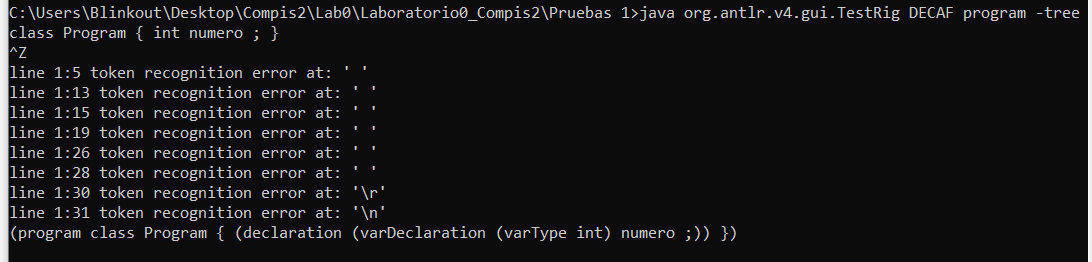 C:\Users\Blinkout\Desktop\Compis2\Lab0\Laboratorio0_Compis2\Pruebas 1>java org.antlr.v4.gui.TestRig DECAF program -tree
class Program { int numero ; }
^Z
line 1:5 token recognition error at: ' '
line 1:13 token recognition error at: ' '
line 1:15 token recognition error at: ' '
line 1:19 token recognition error at: ' '
line 1:26 token recognition error at: ' '
line 1:28 token recognition error at: ' '
line 1:30 token recognition error at: '\r'
line 1:31 token recognition error at: '\n'
(program class Program { (declaration (varDeclaration (varType int) numero ;)) })